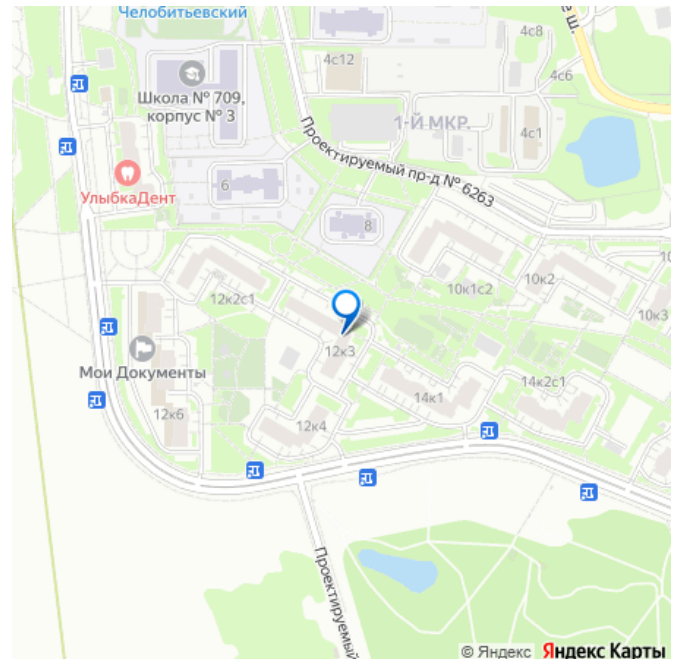 Челобитьевский
4с8
е ш.
4с12
4с6
Школа № 709,
корпус № 3
1-Й МКР.
4с1
Проектируемый пр-д № 6263
УлыбкаДент
6
8
12к2с1
10к1с2
10к2
10к3
12к3
Мои Документы
14к1
14к2с1
12к6
12к4
Проектируемый
© Яндекс Яндекс Карты